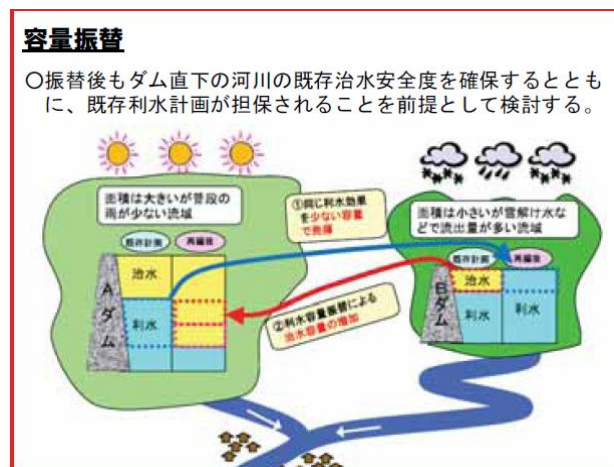 容量振替
〇振替後もダム直下の河川の既存治水安全度を確保するととも
に、既存利水計画が担保されることを前提として検討する。
面積は大きいが普段の
雨が少ない流域
既存計画
再編後
治水
Aダム
利水
①同じ利水効果
を少ない容量
で発揮
②利水容量振替による
治水容量の増加
面積は小さいが雪解け水な
どで流出量が多い流域
既存計画
再編後
治水
Bダム
利水
利水